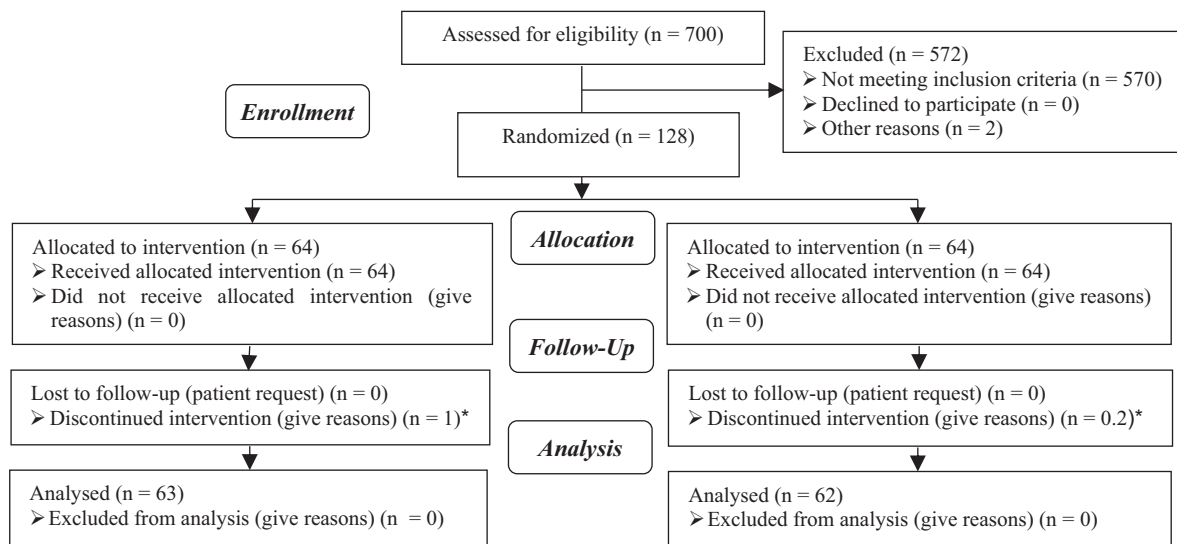 Assessed for eligibility (n = 700)
Excluded (n = 572)
➢ Not meeting inclusion criteria (n = 570)
➢ Declined to participate (n = 0)
➢ Other reasons (n = 2)
Enrollment
Randomized (n = 128)
Allocation
Allocated to intervention (n = 64)
➢ Received allocated intervention (n = 64)
➢ Did not receive allocated intervention (give
reasons) (n = 0)
Allocated to intervention (n = 64)
➢ Received allocated intervention (n = 64)
➢ Did not receive allocated intervention (give reasons)
(n = 0)
Follow-Up
Lost to follow-up (patient request) (n = 0)
➢ Discontinued intervention (give reasons) (n = 1)*
Lost to follow-up (patient request) (n = 0)
➢ Discontinued intervention (give reasons) (n = 0.2)*
Analysis
Analysed (n = 63)
➢ Excluded from analysis (give reasons) (n = 0)
Analysed (n = 62)
➢ Excluded from analysis (give reasons) (n = 0)